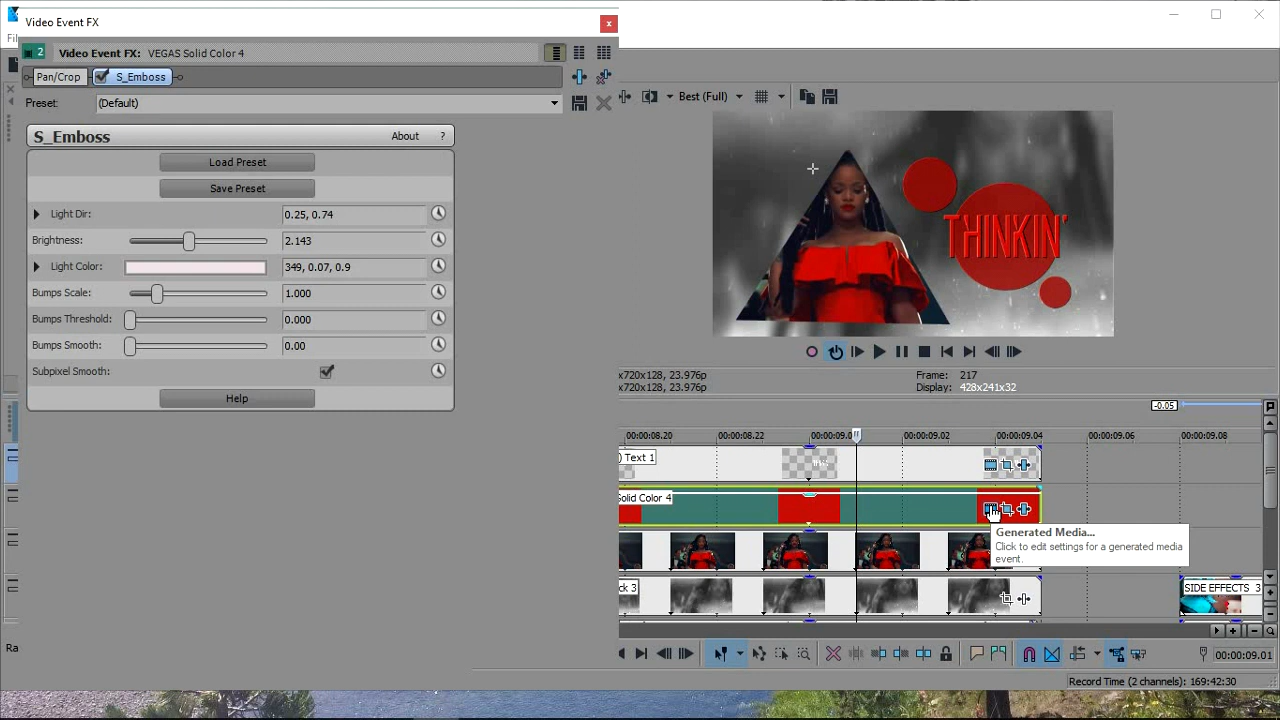 Video Event FX
x
Fil
2
Video Event FX: VEGAS Solid Color 4
Pan/Crop
S_Emboss
Preset:
(Default)
Best (Full)
S_Emboss
About
?
Load Preset
Save Preset
Light Dir:
0.25, 0.74
Brightness:
2.143
Light Color:
349, 0.07, 0.9
Bumps Scale:
1.000
Bumps Threshold:
0.000
Bumps Smooth:
0.00
Subpixel Smooth:
Help
THINKIN'
x720x128, 23.976p
Frame: 217
x720x128, 23.976p
Display: 428x241x32
-0.05
00:00:08.20
00:00:08.22
00:00:09.0
00:00:09.02
00:00:09.04
00:00:09.06
00:00:09.08
) Text 1
Solid Color 4
Generated Media...
Click to edit settings for a generated media
event.
ck 3
SIDE EFFECTS 3
Ra
00:00:09.01
Record Time (2 channels): 169:42:30